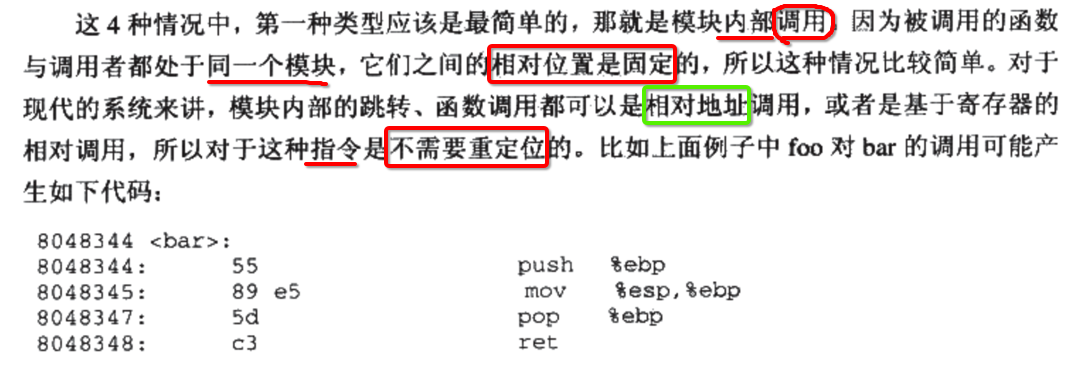 这 4 种情况中，第一种类型应该是最简单的，那就是模块内部调用，因为被调用的函数
与调用者都处于同一个模块，它们之间的相对位置是固定的，所以这种情况比较简单。对于
现代的系统来讲，模块内部的跳转、函数调用都可以是相对地址调用，或者是基于寄存器的
相对调用，所以对于这种指令是不需要重定位的。比如上面例子中 foo 对 bar 的调用可能产
生如下代码：
8048344 <bar>:
8048344: 55 push %ebp
8048345: 89 e5 mov %esp,%ebp
8048347: 5d pop %ebp
8048348: c3 ret